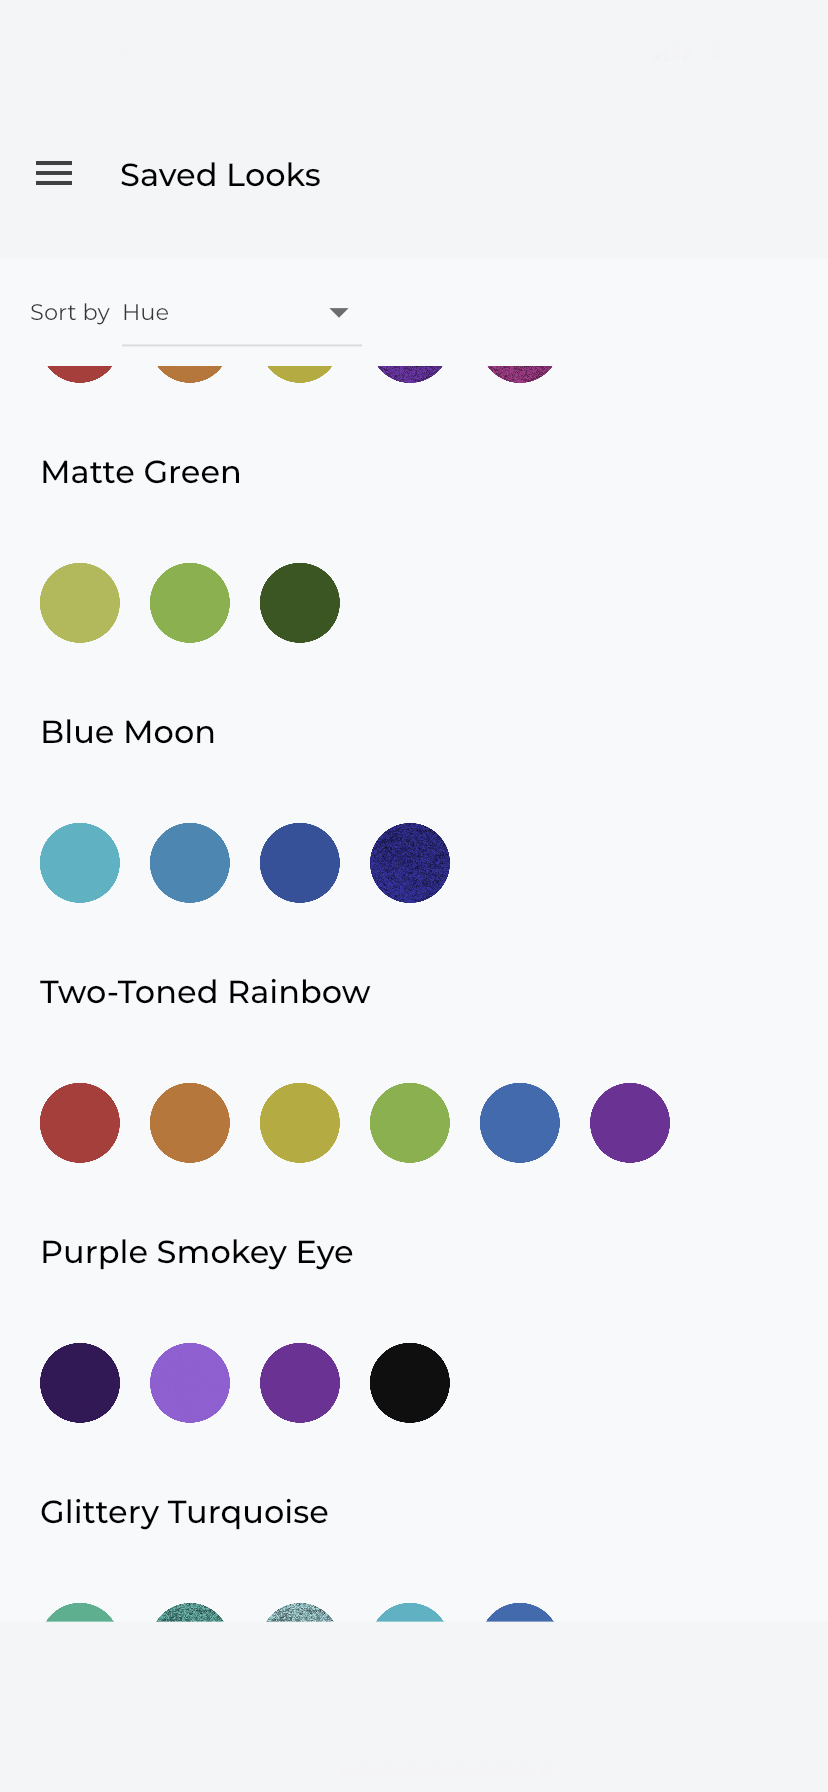 Saved Looks
Sort by Hue
Matte Green
Blue Moon
Two-Toned Rainbow
Purple Smokey Eye
Glittery Turquoise